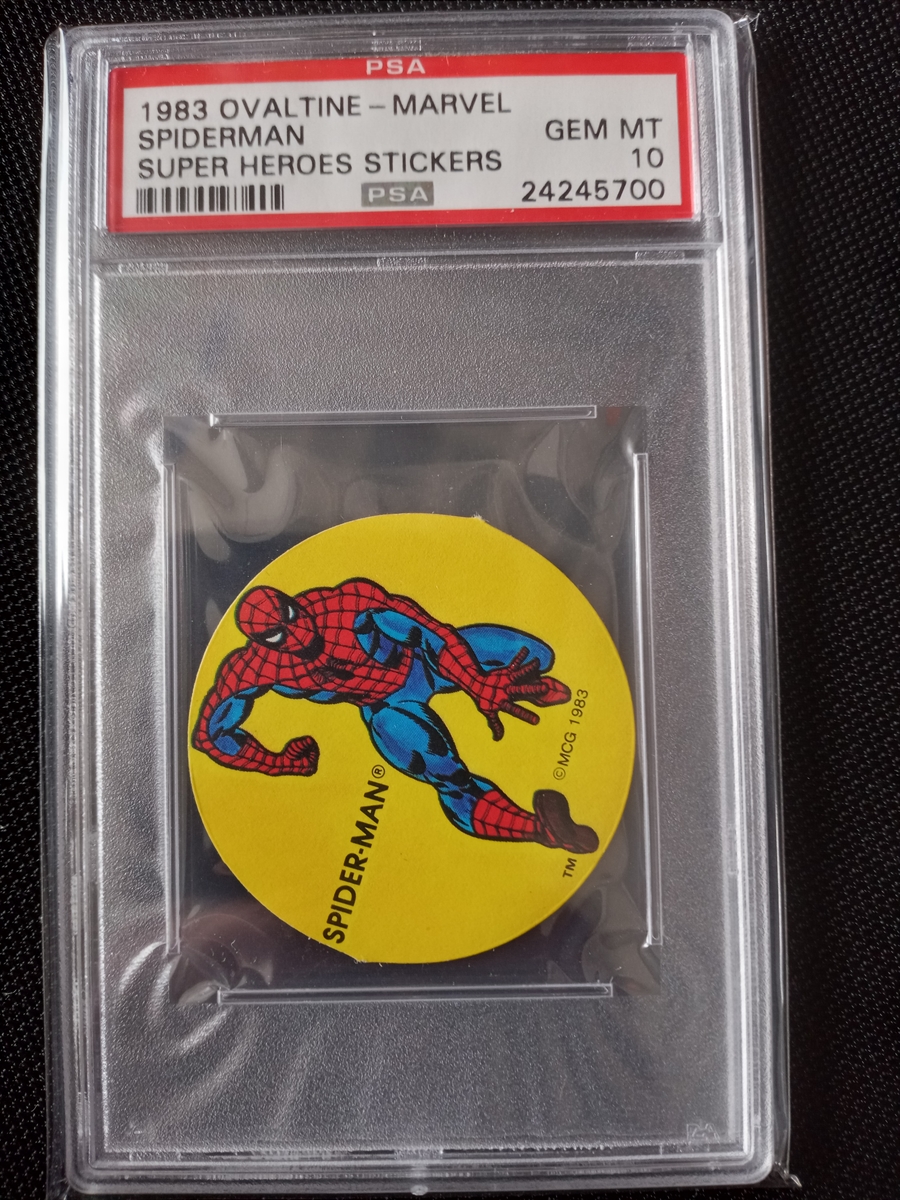 PSA
1983 OVALTINE – MARVEL
SPIDERMAN GEM MT
SUPER HEROES STICKERS 10
PSA 24245700
SPIDER-MAN®
©MCG 1983
TM